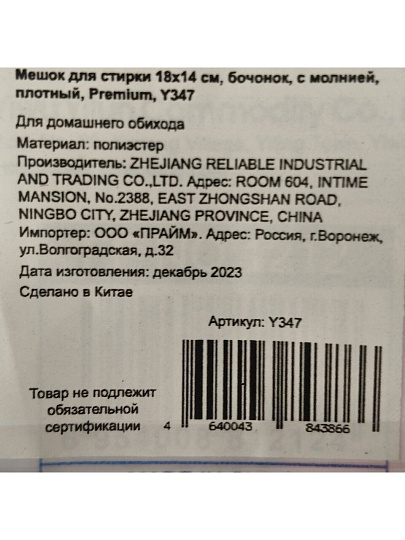 Мешок для стирки 18х14 см, бочонок, с молнией,
плотный, Premium, Y347
Для домашнего обихода
Материал: полиэстер
Производитель: ZHEJIANG RELIABLE INDUSTRIAL
AND TRADING CO.,LTD. Адрес: ROOM 604, INTIME
MANSION, No.2388, EAST ZHONGSHAN ROAD,
NINGBO CITY, ZHEJIANG PROVINCE, CHINA
Импортер: ООО «ПРАЙМ». Адрес: Россия, г.Воронеж,
ул.Волгоградская, д.32
Дата изготовления: декабрь 2023
Сделано в Китае
Артикул: Y347
Товар не подлежит
обязательной
сертификации
4 640043 843866